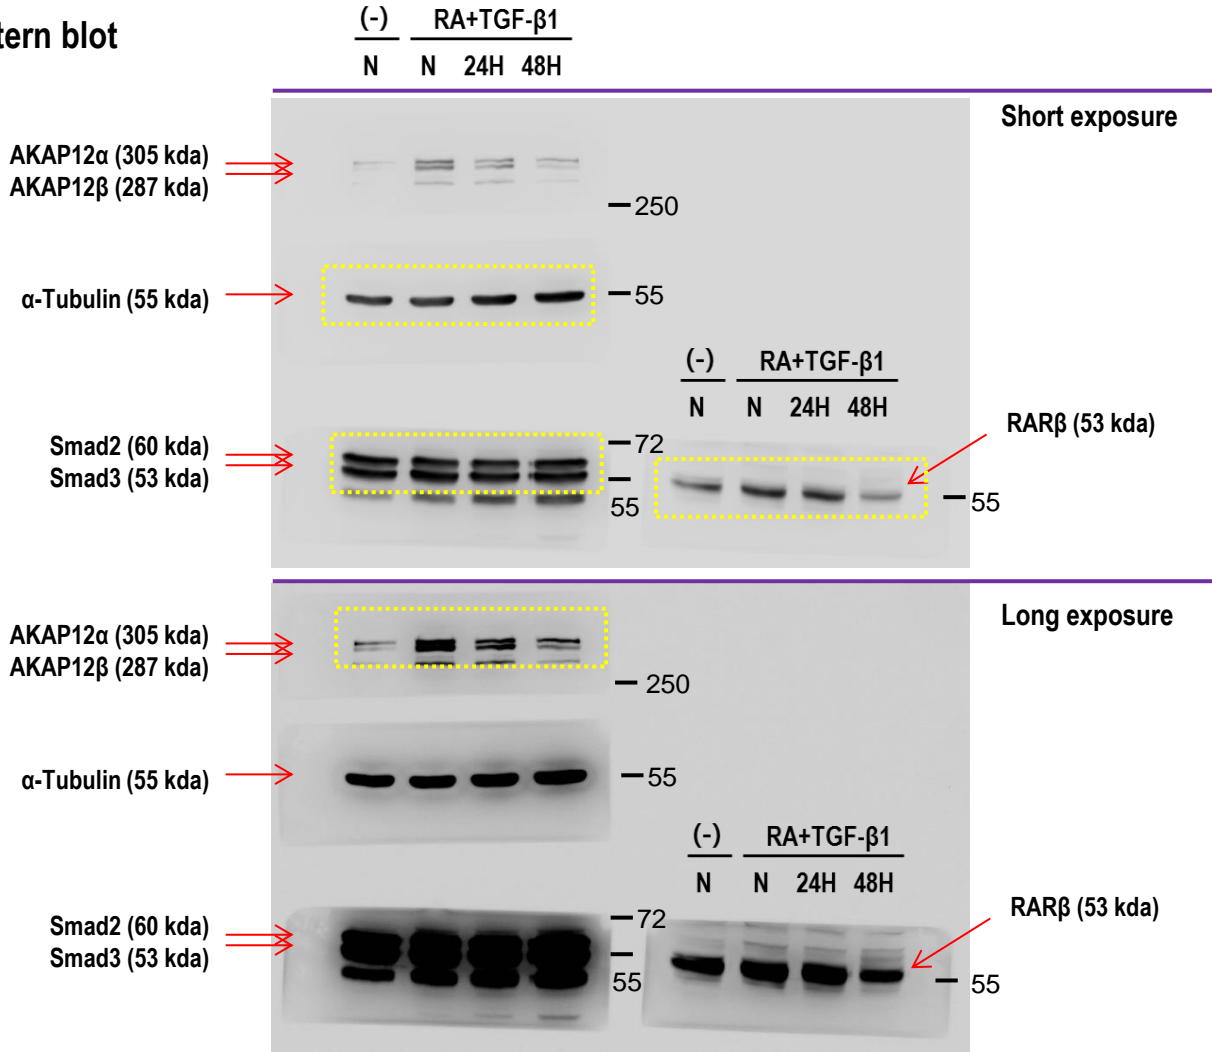 tern blot
(-) RA+TGF-β1
N N 24H 48H
Short exposure
AKAP12α (305 kda)
AKAP12β (287 kda)
250
α-Tubulin (55 kda)
55
(-) RA+TGF-β1
N N 24H 48H
RARβ (53 kda)
Smad2 (60 kda)
Smad3 (53 kda)
72
55
55
Long exposure
AKAP12α (305 kda)
AKAP12β (287 kda)
250
α-Tubulin (55 kda)
55
(-) RA+TGF-β1
N N 24H 48H
RARβ (53 kda)
Smad2 (60 kda)
Smad3 (53 kda)
72
55
55